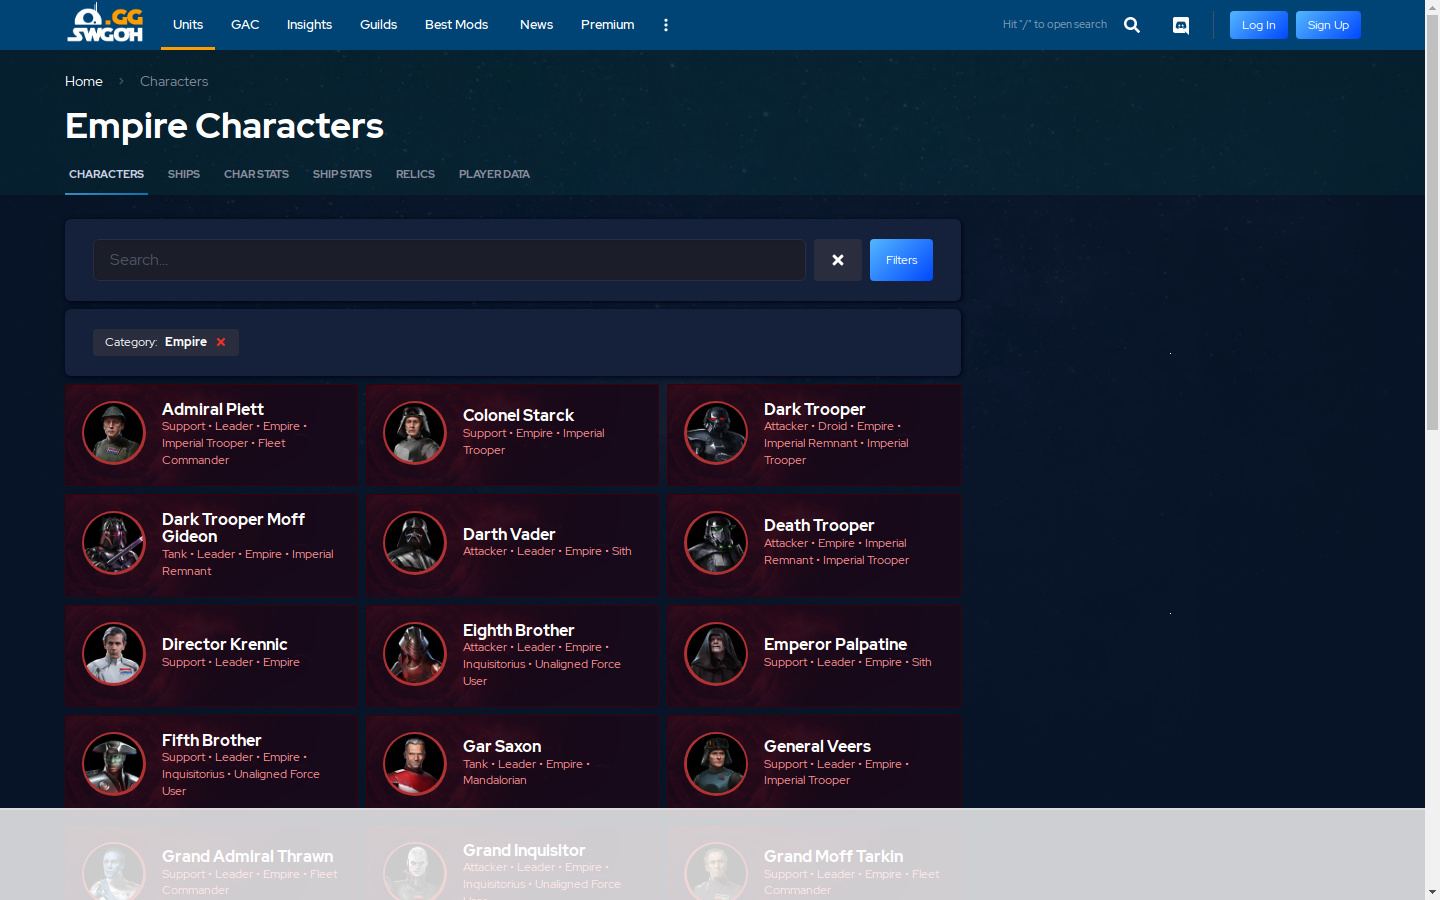 .GG
SWGOH
Units
GAC
Insights
Guilds
Best Mods
News
Premium
Hit "/" to open search
Log In
Sign Up
Home
Characters
Empire Characters
CHARACTERS
SHIPS
CHAR STATS
SHIP STATS
RELICS
PLAYER DATA
Search...
Filters
Category: Empire
Admiral Piett
Support • Leader • Empire •
Imperial Trooper • Fleet
Commander
Colonel Starck
Support • Empire • Imperial
Trooper
Dark Trooper
Attacker • Droid • Empire •
Imperial Remnant • Imperial
Trooper
Dark Trooper Moff
Gideon
Tank • Leader • Empire • Imperial
Remnant
Darth Vader
Attacker • Leader • Empire • Sith
Death Trooper
Attacker • Empire • Imperial
Remnant • Imperial Trooper
Director Krennic
Support • Leader • Empire
Eighth Brother
Attacker • Leader • Empire •
Inquisitorius • Unaligned Force
User
Emperor Palpatine
Support • Leader • Empire • Sith
Fifth Brother
Support • Leader • Empire •
Inquisitorius • Unaligned Force
User
Gar Saxon
Tank • Leader • Empire •
Mandalorian
General Veers
Support • Leader • Empire •
Imperial Trooper
Grand Admiral Thrawn
Support • Leader • Empire • Fleet
Commander
Grand Inquisitor
Attacker • Leader • Empire •
Inquisitorius • Unaligned Force
User
Grand Moff Tarkin
Support • Leader • Empire • Fleet
Commander